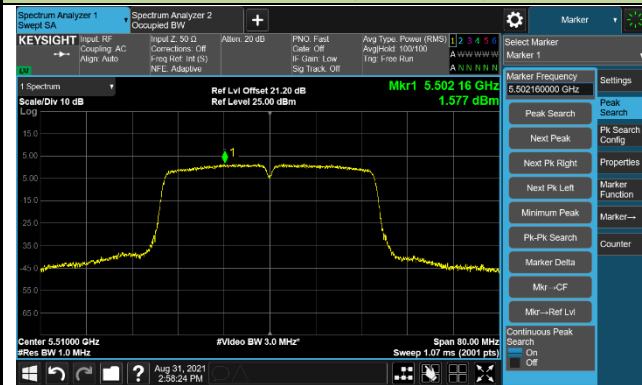 Spectrum Analyzer 1
Swept SA
Spectrum Analyzer 2
Occupied BW
+
Marker
KEYSIGHT
Input: RF
Coupling: AC
Align: Auto
Input Z: 50 Ω
Corrections: Off
Freq Ref: Int (S)
NFE: Adaptive
Atten: 20 dB
PNO: Fast
Gate: Off
IF Gain: Low
Sig Track: Off
Avg Type: Power (RMS)
Avg|Hold: 100/100
Trig: Free Run
1 2 3 4 5 6
A W W W W W
A N N N N N
Select Marker
Marker 1
LXI
1 Spectrum
Scale/Div 10 dB
Log
Ref Lvl Offset 21.20 dB
Ref Level 25.00 dBm
Mkr1 5.502 16 GHz
1.577 dBm
15.0
5.00
-5.00
-15.0
-25.0
-35.0
-45.0
-55.0
-65.0
1
Center 5.51000 GHz
#Res BW 1.0 MHz
#Video BW 3.0 MHz*
Span 80.00 MHz
Sweep 1.07 ms (2001 pts)
Marker Frequency
5.502160000 GHz
Peak Search
Next Peak
Next Pk Right
Next Pk Left
Minimum Peak
Pk-Pk Search
Marker Delta
Mkr→CF
Mkr→Ref Lvl
Continuous Peak
Search
On
Off
Settings
Peak
Search
Pk Search
Config
Properties
Marker
Function
Marker→
Counter
?
Aug 31, 2021
2:58:24 PM